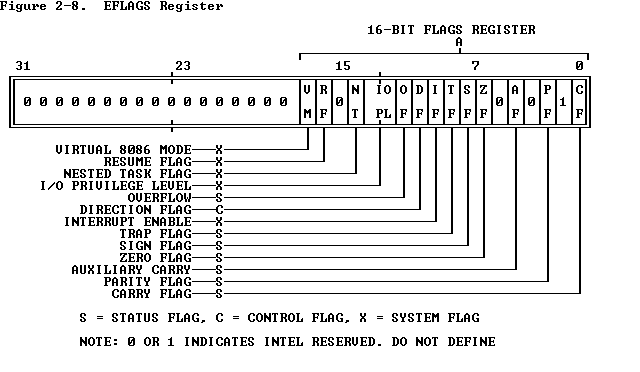 Figure 2-8.  EFLAGS Register
16-BIT FLAGS REGISTER
A
31 23 15 7 0
0 0 0 0 0 0 0 0 0 0 0 0 0 0 VM RF 0 NT IOPL OF DF IF TF SF ZF 0 AF 0 PF 1 CF
VIRTUAL 8086 MODE X
RESUME FLAG X
NESTED TASK FLAG X
I/O PRIVILEGE LEVEL X
OVERFLOW S
DIRECTION FLAG C
INTERRUPT ENABLE X
TRAP FLAG S
SIGN FLAG S
ZERO FLAG S
AUXILIARY CARRY S
PARITY FLAG S
CARRY FLAG S
S = STATUS FLAG, C = CONTROL FLAG, X = SYSTEM FLAG
NOTE: 0 OR 1 INDICATES INTEL RESERVED. DO NOT DEFINE